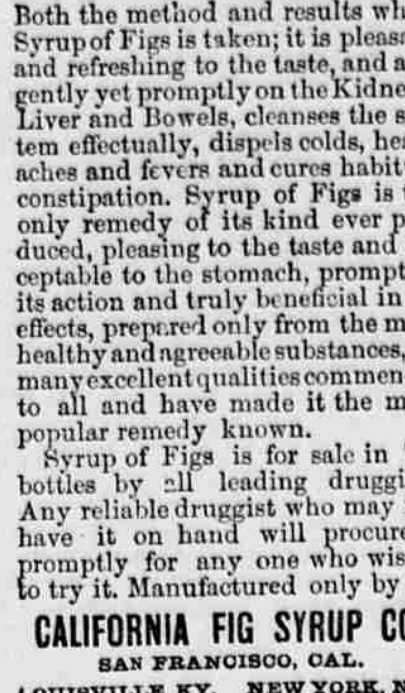 Both the method and results wh
Syrup of Figs is taken; it is pleas
and refreshing to the taste, and a
gently yet promptly on the Kidne
Liver and Bowels, cleanses the s
tem effectually, dispels colds, hea
aches and fevers and cures habit
constipation. Syrup of Figs is
only remedy of its kind ever p
duced, pleasing to the taste and
ceptable to the stomach, prompt
its action and truly beneficial in
effects, prepared only from the m
healthy and agreeable substances,
many excellent qualities commen
to all and have made it the m
popular remedy known.
Syrup of Figs is for sale in
bottles by all leading druggi
Any reliable druggist who may
have it on hand will procure
promptly for any one who wis
to try it. Manufactured only by
CALIFORNIA FIG SYRUP CO
SAN FRANCISCO, CAL.
LOUISVILLE KY. NEW YORK, N